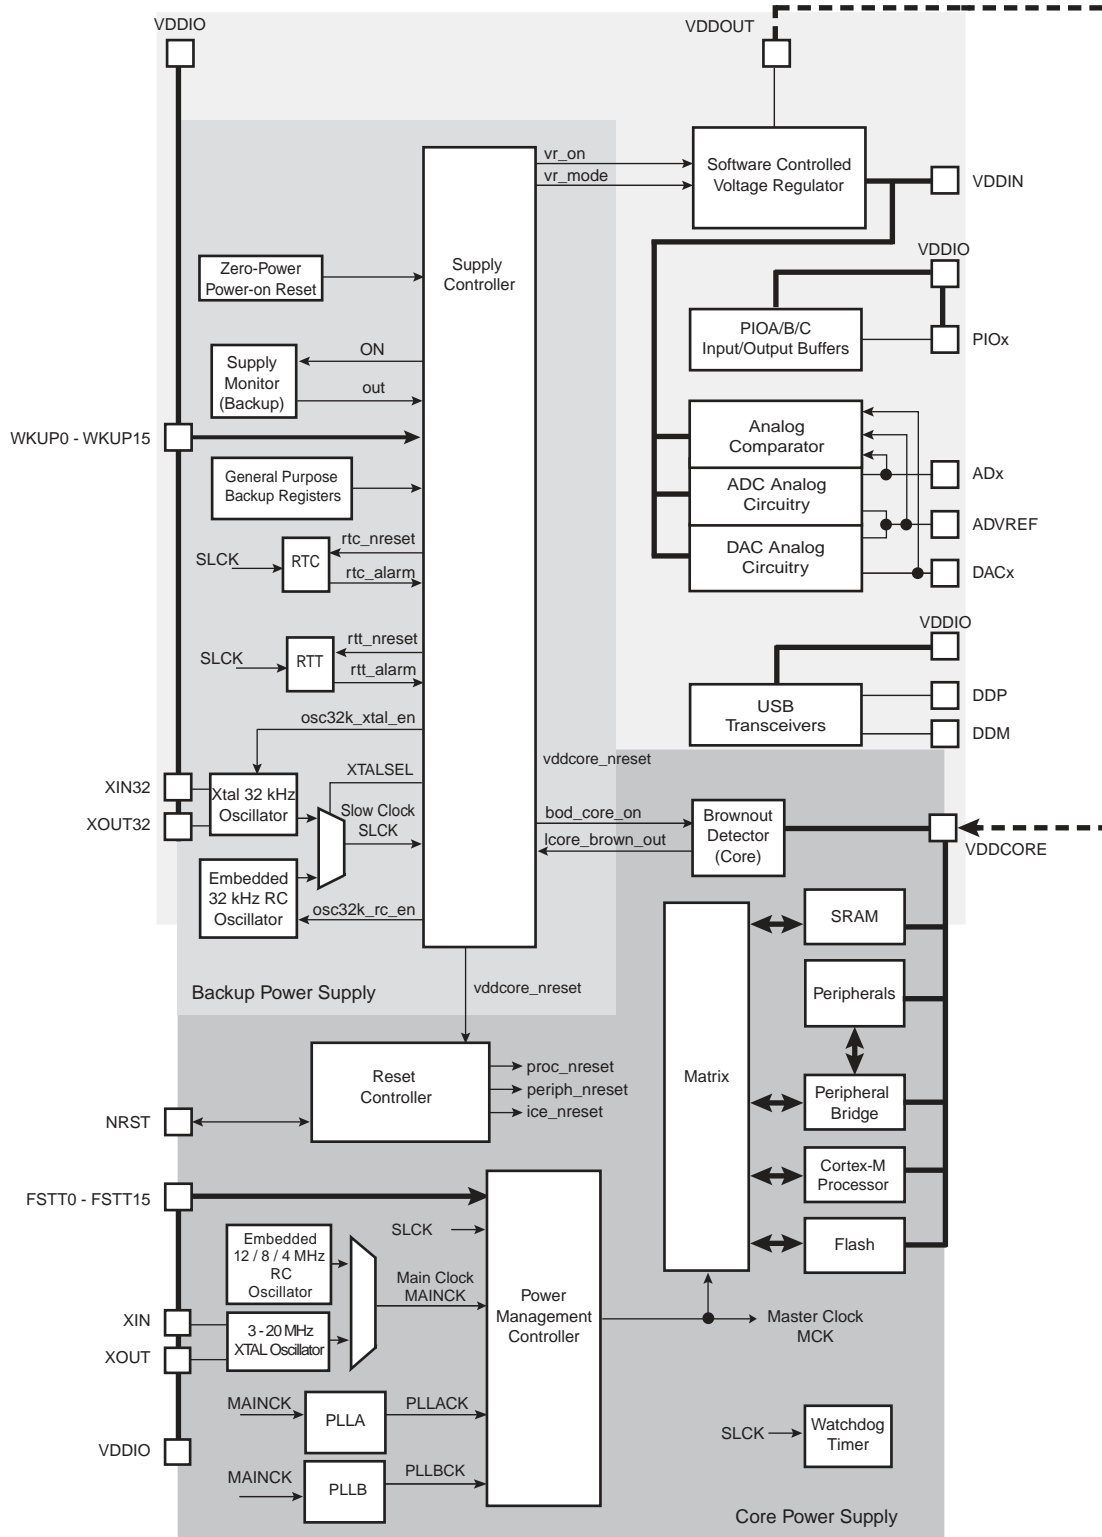 VDDIO
VDDOUT
vr_on
vr_mode
Software Controlled
Voltage Regulator
VDDIN
Supply
Controller
Zero-Power
Power-on Reset
VDDIO
PIOA/B/C
Input/Output Buffers
PIOx
Supply
Monitor
(Backup)
ON
out
WKUP0 - WKUP15
General Purpose
Backup Registers
Analog
Comparator
ADC Analog
Circuitry
DAC Analog
Circuitry
ADx
ADVREF
DACx
SLCK
RTC
rtc_nreset
rtc_alarm
SLCK
RTT
rtt_nreset
rtt_alarm
VDDIO
USB
Transceivers
DDP
DDM
osc32k_xtal_en
XIN32
XOUT32
Xtal 32 kHz
Oscillator
XTALSEL
Slow Clock
SLCK
Embedded
32 kHz RC
Oscillator
osc32k_rc_en
vddcore_nreset
bod_core_on
lcore_brown_out
Brownout
Detector
(Core)
VDDCORE
Backup Power Supply
vddcore_nreset
SRAM
Peripherals
Matrix
Peripheral
Bridge
Cortex-M
Processor
Flash
Reset
Controller
proc_nreset
periph_nreset
ice_nreset
NRST
FSTT0 - FSTT15
SLCK
Embedded
12 / 8 / 4 MHz
RC
Oscillator
Main Clock
MAINCK
Power
Management
Controller
XIN
XOUT
3 - 20 MHz
XTAL Oscillator
Master Clock
MCK
MAINCK
PLLA
PLLACK
VDDIO
MAINCK
PLLB
PLLBCK
SLCK
Watchdog
Timer
Core Power Supply